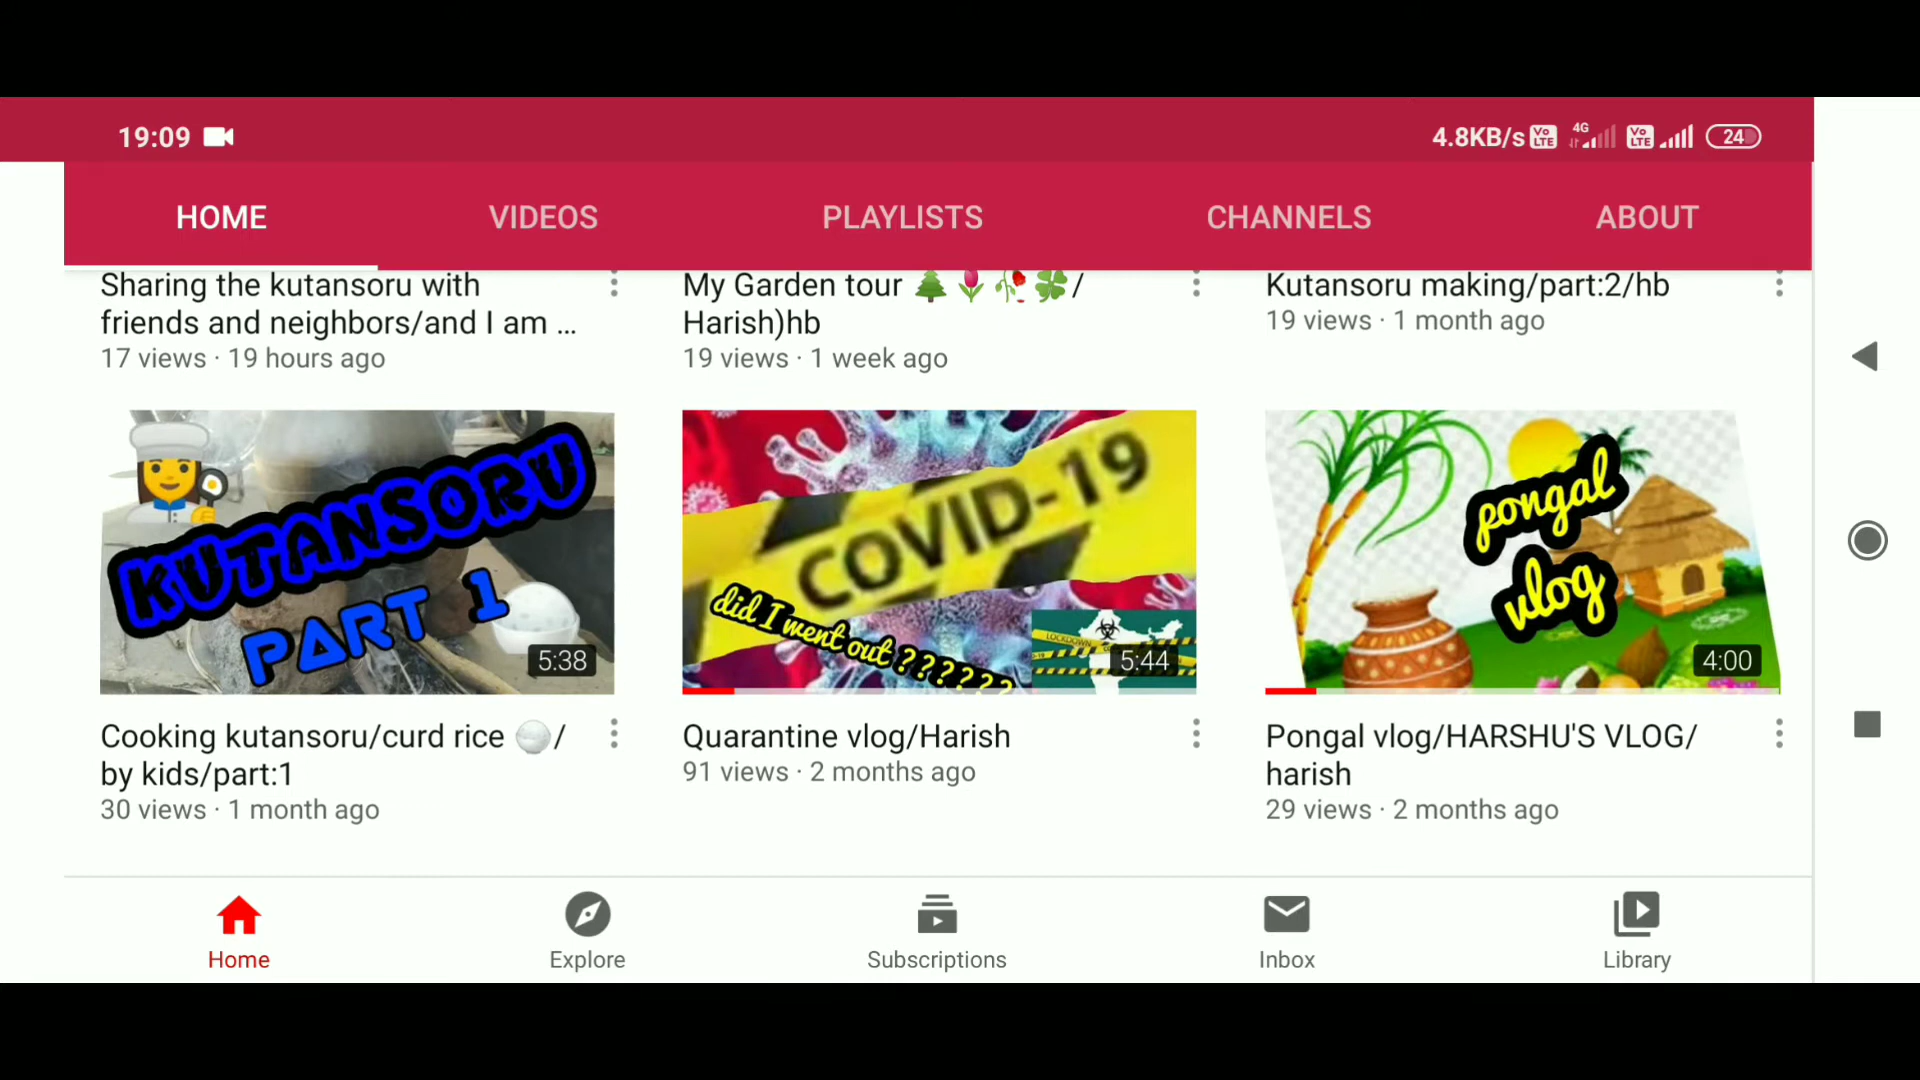 19:09 4.8KB/s Vo LTE 4G Vo LTE 24
HOME VIDEOS PLAYLISTS CHANNELS ABOUT
Sharing the kutansoru with
friends and neighbors/and I am ...
17 views · 19 hours ago
My Garden tour 🌲🌷🥀🍀/
Harish)hb
19 views · 1 week ago
Kutansoru making/part:2/hb
19 views · 1 month ago
KUTANSORU
PART 1
5:38
Cooking kutansoru/curd rice 🍚/
by kids/part:1
30 views · 1 month ago
COVID-19
did I went out ??????
LOCKDOWN
5:44
Quarantine vlog/Harish
91 views · 2 months ago
pongal
vlog
4:00
Pongal vlog/HARSHU'S VLOG/
harish
29 views · 2 months ago
Home Explore Subscriptions Inbox Library